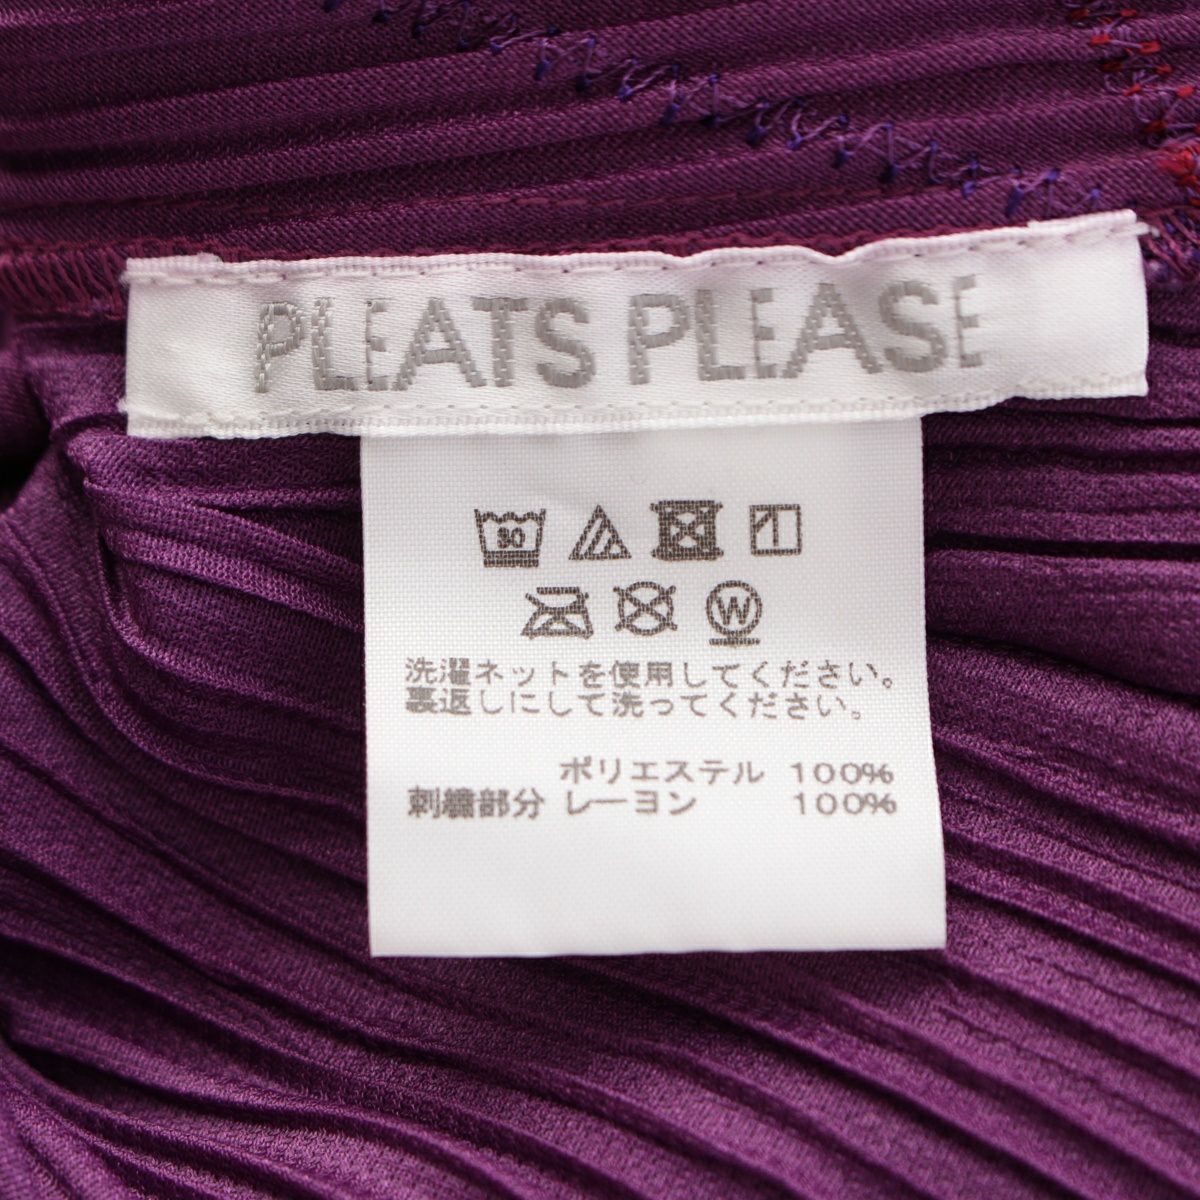 PLEATS PLEASE
30
W
洗濯ネットを使用してください。
裏返しにして洗ってください。
ポリエステル 100%
刺繍部分 レーヨン 100%